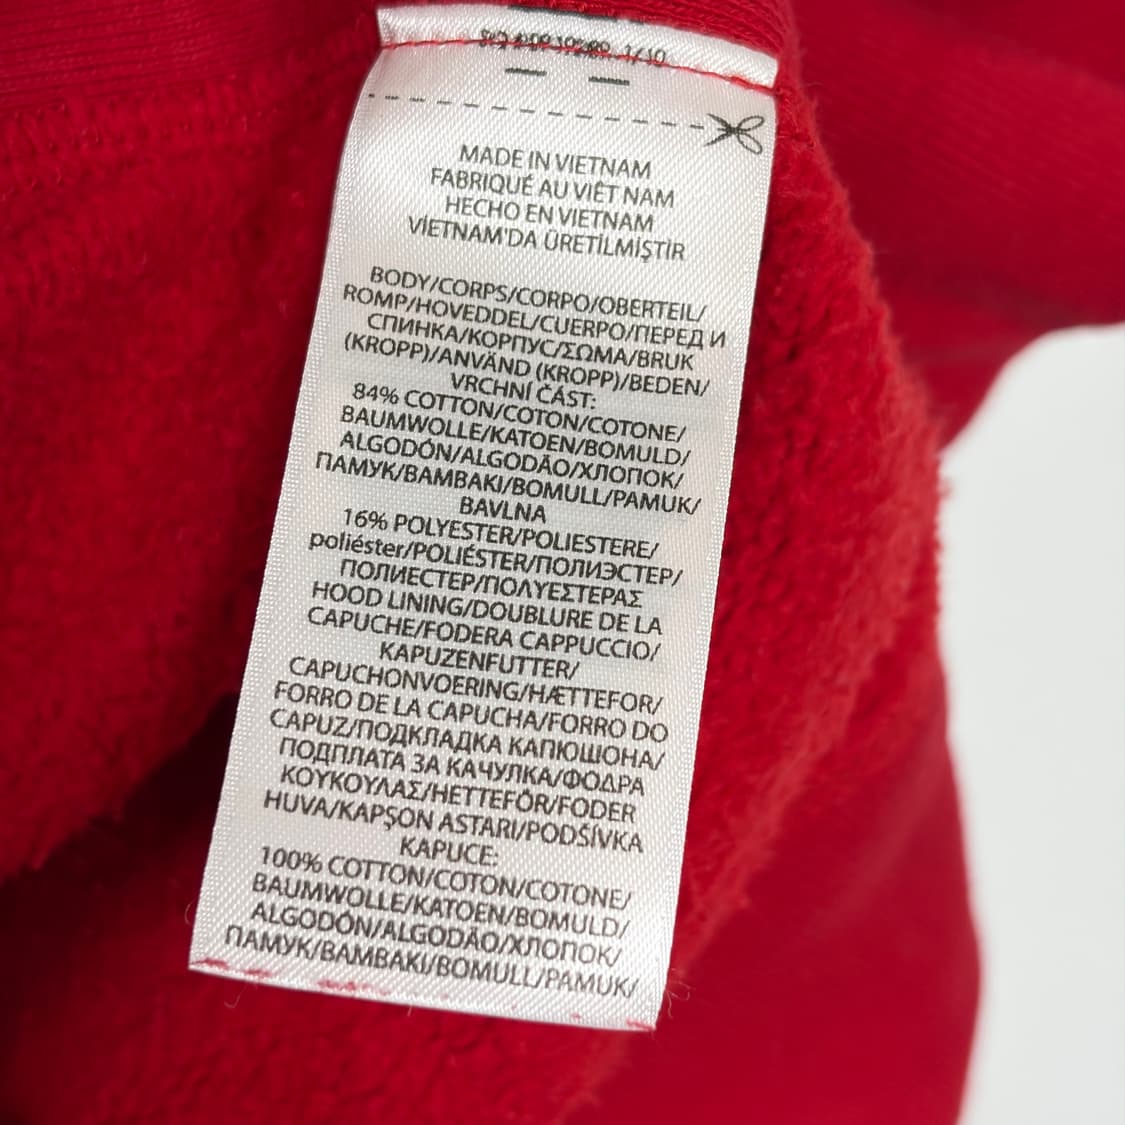 MADE IN VIETNAM
FABRIQUÉ AU VIÊT NAM
HECHO EN VIETNAM
VİETNAM'DA ÜRETİLMİŞTİR
BODY/CORPS/CORPO/OBERTEIL/
ROMP/HOVEDDEL/CUERPO/ПЕРЕД И
СПИНКА/КОРПУС/ΣΩΜΑ/BRUK
(KROPP)/ANVÄND (KROPP)/BEDEN/
VRCHNÍ ČÁST:
84% COTTON/COTON/COTONE/
BAUMWOLLE/KATOEN/BOMULD/
ALGODÓN/ALGODÃO/ХЛОПОК/
ПАМУК/ΒΑΜΒΑΚΙ/BOMULL/PAMUK/
BAVLNA
16% POLYESTER/POLIESTERE/
poliéster/POLIÉSTER/ПОЛИЭСТЕР/
ПОЛИЕСТЕР/ΠΟΛΥΕΣΤΕΡΑΣ
HOOD LINING/DOUBLURE DE LA
CAPUCHE/FODERA CAPPUCCIO/
KAPUZENFUTTER/
CAPUCHONVOERING/HÆTTEFOR/
FORRO DE LA CAPUCHA/FORRO DO
CAPUZ/ПОДКЛАДКА КАПЮШОНА/
ПОДПЛАТА ЗА КАЧУЛКА/ΦΟΔΡΑ
ΚΟΥΚΟΥΛΑΣ/HETTEFÓR/FODER
HUVA/KAPŞON ASTARI/PODŠÍVKA
KAPUCE:
100% COTTON/COTON/COTONE/
BAUMWOLLE/KATOEN/BOMULD/
ALGODÓN/ALGODÃO/ХЛОПОК/
ПАМУК/ΒΑΜΒΑΚΙ/BOMULL/PAMUK/